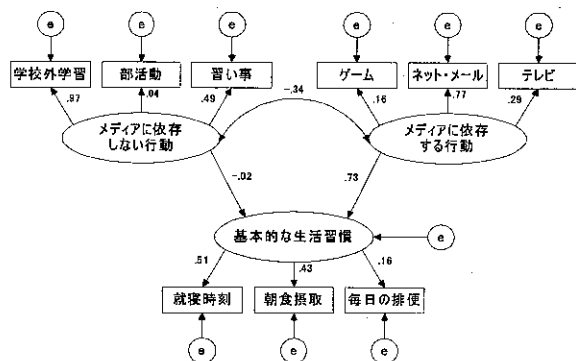 e e e e e e
学校外学習 部活動 習い事 ゲーム ネット・メール テレビ
.97 .04 .49 -.34 .16 .77 .29
メディアに依存 メディアに依存
しない行動 する行動
-.02 .73
基本的な生活習慣 e
.51 .43 .16
就寝時刻 朝食摂取 毎日の排便
e e e